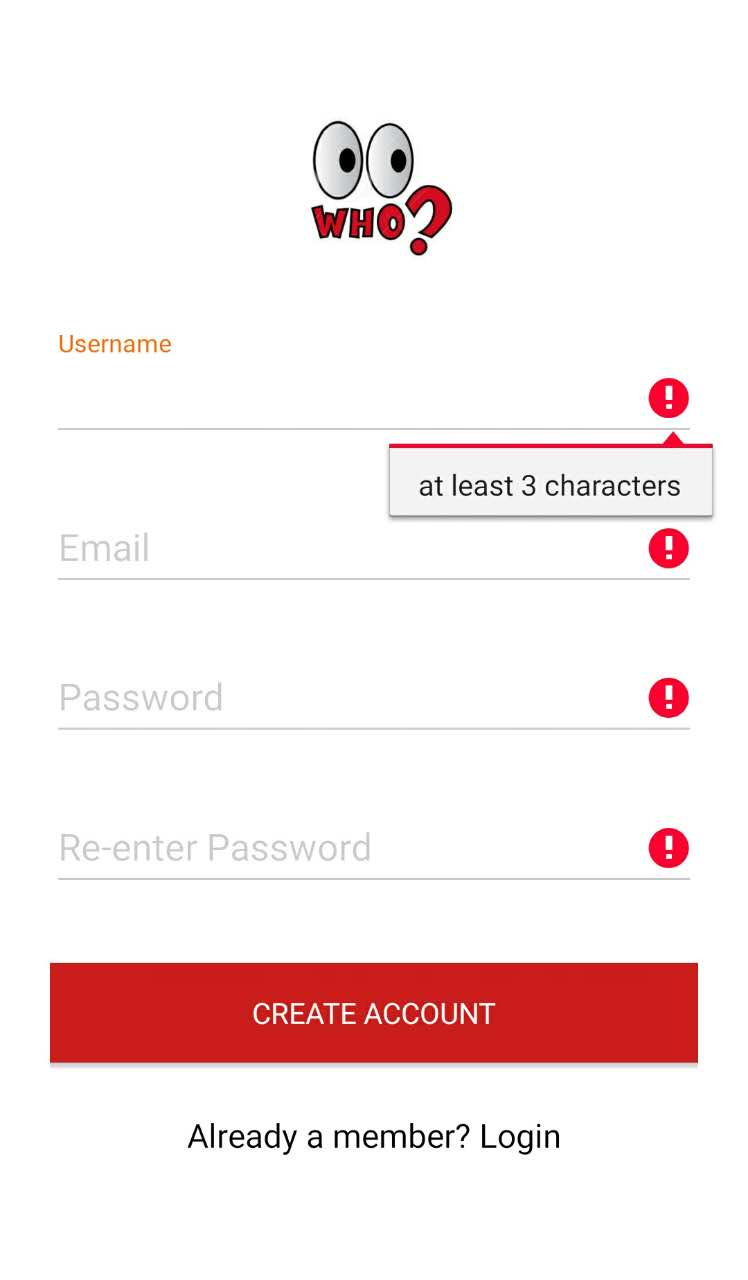 WHO?
Username
at least 3 characters
Email
Password
Re-enter Password
CREATE ACCOUNT
Already a member? Login